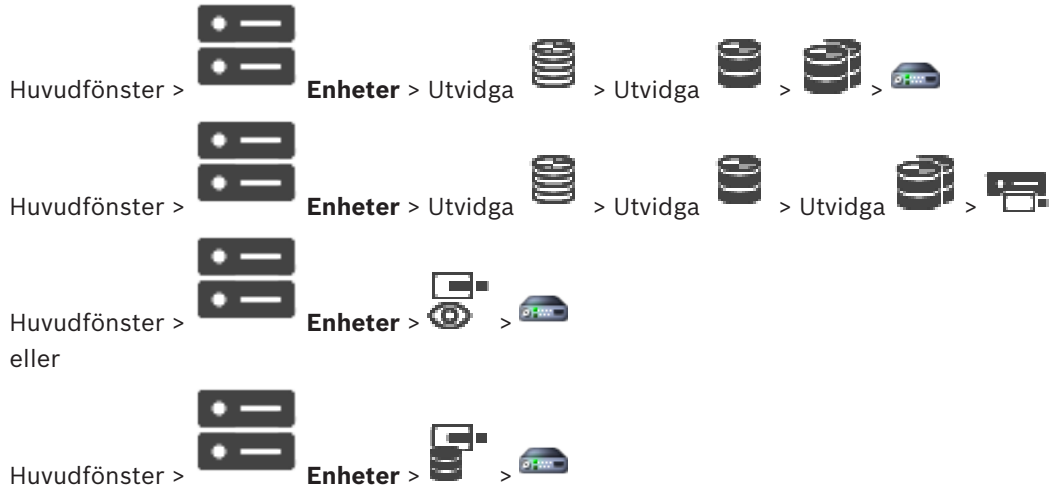 Huvudfönster > Enheter > Utvidga > Utvidga > >
Huvudfönster > Enheter > Utvidga > Utvidga > Utvidga >
Huvudfönster > Enheter > >
eller
Huvudfönster > Enheter > >